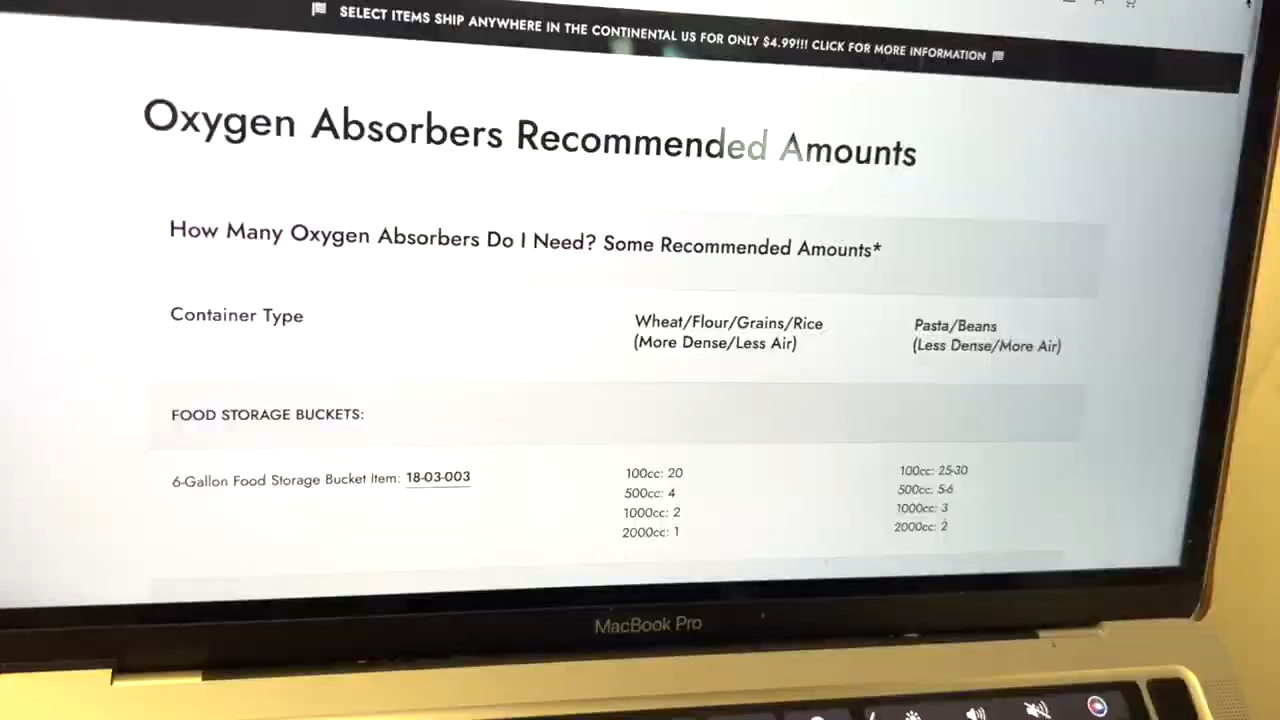 SELECT ITEMS SHIP ANYWHERE IN THE CONTINENTAL US FOR ONLY $4.99!!! CLICK FOR MORE INFORMATION
Oxygen Absorbers Recommended Amounts
How Many Oxygen Absorbers Do I Need? Some Recommended Amounts*
Container Type
Wheat/Flour/Grains/Rice
(More Dense/Less Air)
Pasta/Beans
(Less Dense/More Air)
FOOD STORAGE BUCKETS:
6-Gallon Food Storage Bucket Item: 18-03-003
100cc: 20
500cc: 4
1000cc: 2
2000cc: 1
100cc: 25-30
500cc: 5-6
1000cc: 3
2000cc: 2
MacBook Pro